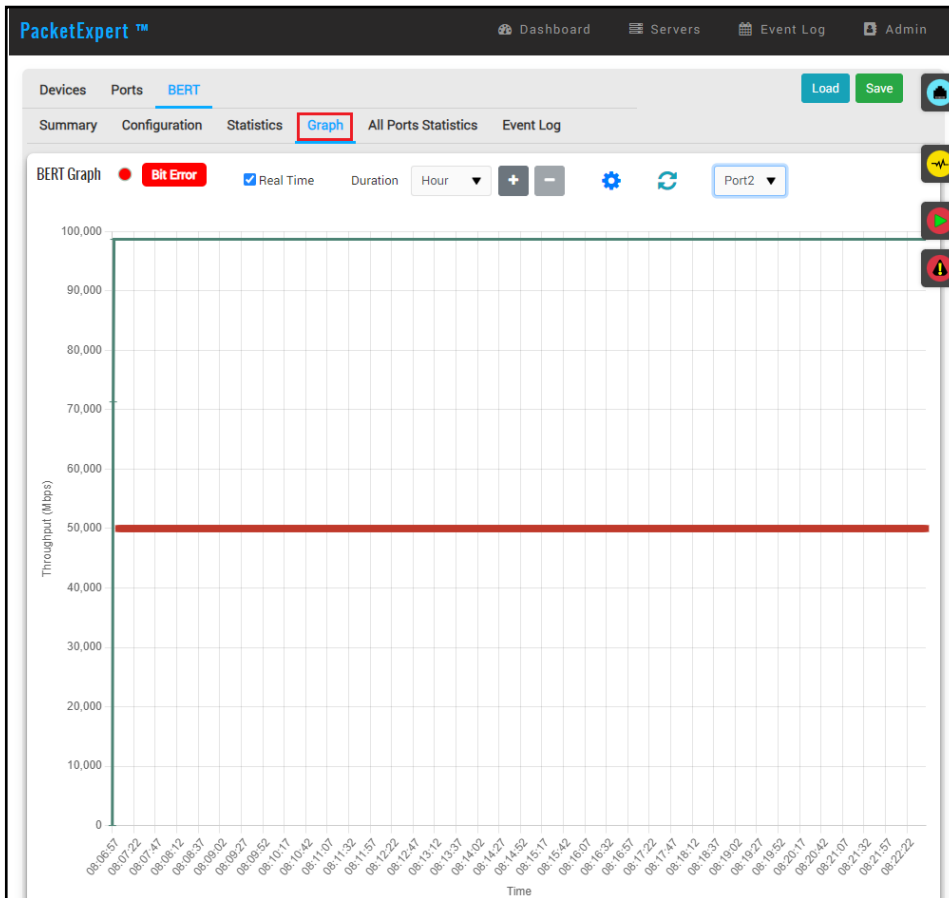 PacketExpert ™ Dashboard Servers Event Log Admin
Devices Ports BERT Load Save
Summary Configuration Statistics Graph All Ports Statistics Event Log
BERT Graph Bit Error Real Time Duration Hour + − Port2
100,000
90,000
80,000
70,000
60,000
50,000
40,000
30,000
20,000
10,000
0
Throughput (Mbps)
08:06:57 08:07:22 08:07:47 08:08:12 08:08:37 08:09:02 08:09:27 08:09:52 08:10:17 08:10:42 08:11:07 08:11:32 08:11:57 08:12:22 08:12:47 08:13:12 08:13:37 08:14:02 08:14:27 08:14:52 08:15:17 08:15:42 08:16:07 08:16:32 08:16:57 08:17:22 08:17:47 08:18:12 08:18:37 08:19:02 08:19:27 08:19:52 08:20:17 08:20:42 08:21:07 08:21:32 08:21:57 08:22:22
Time